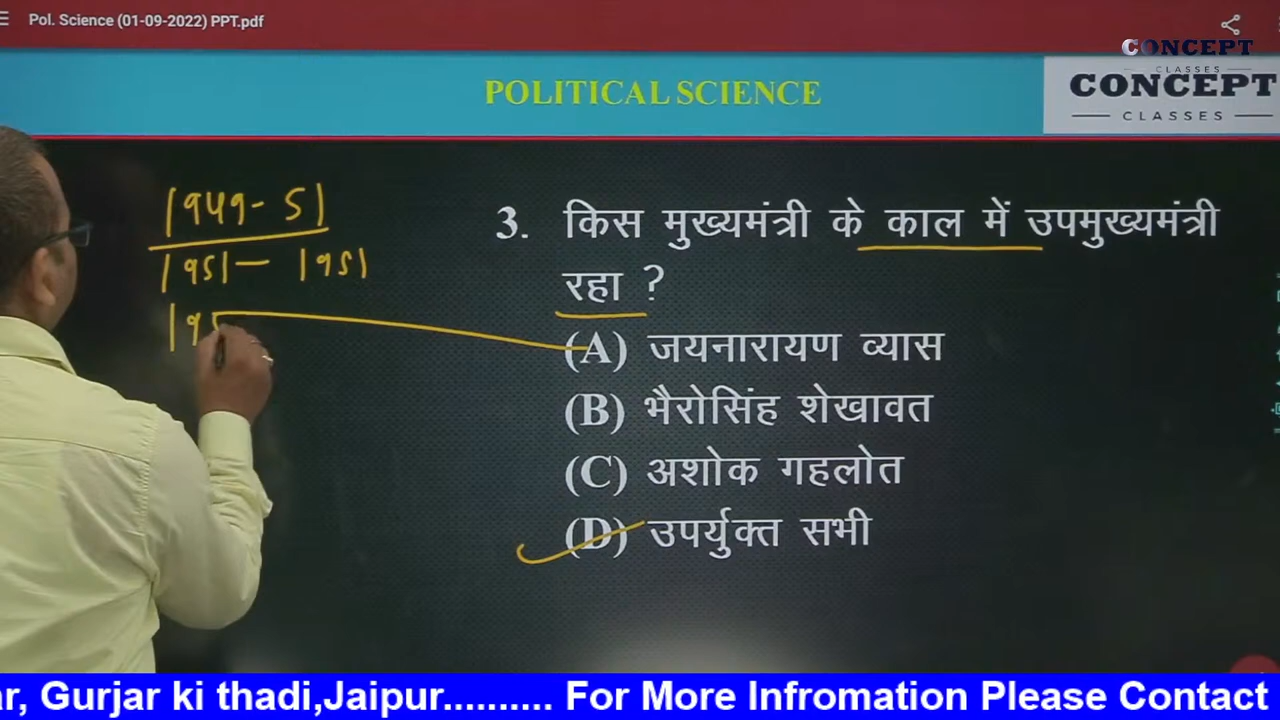 Pol. Science (01-09-2022) PPT.pdf
CONCEPT
CLASSES
POLITICAL SCIENCE
CONCEPT
CLASSES
1949- 51
1951 - 1951
3. किस मुख्यमंत्री के काल में उपमुख्यमंत्री
रहा ?
(A) जयनारायण व्यास
(B) भैरोसिंह शेखावत
(C) अशोक गहलोत
(D) उपर्युक्त सभी
ar, Gurjar ki thadi,Jaipur.......... For More Infromation Please Contact